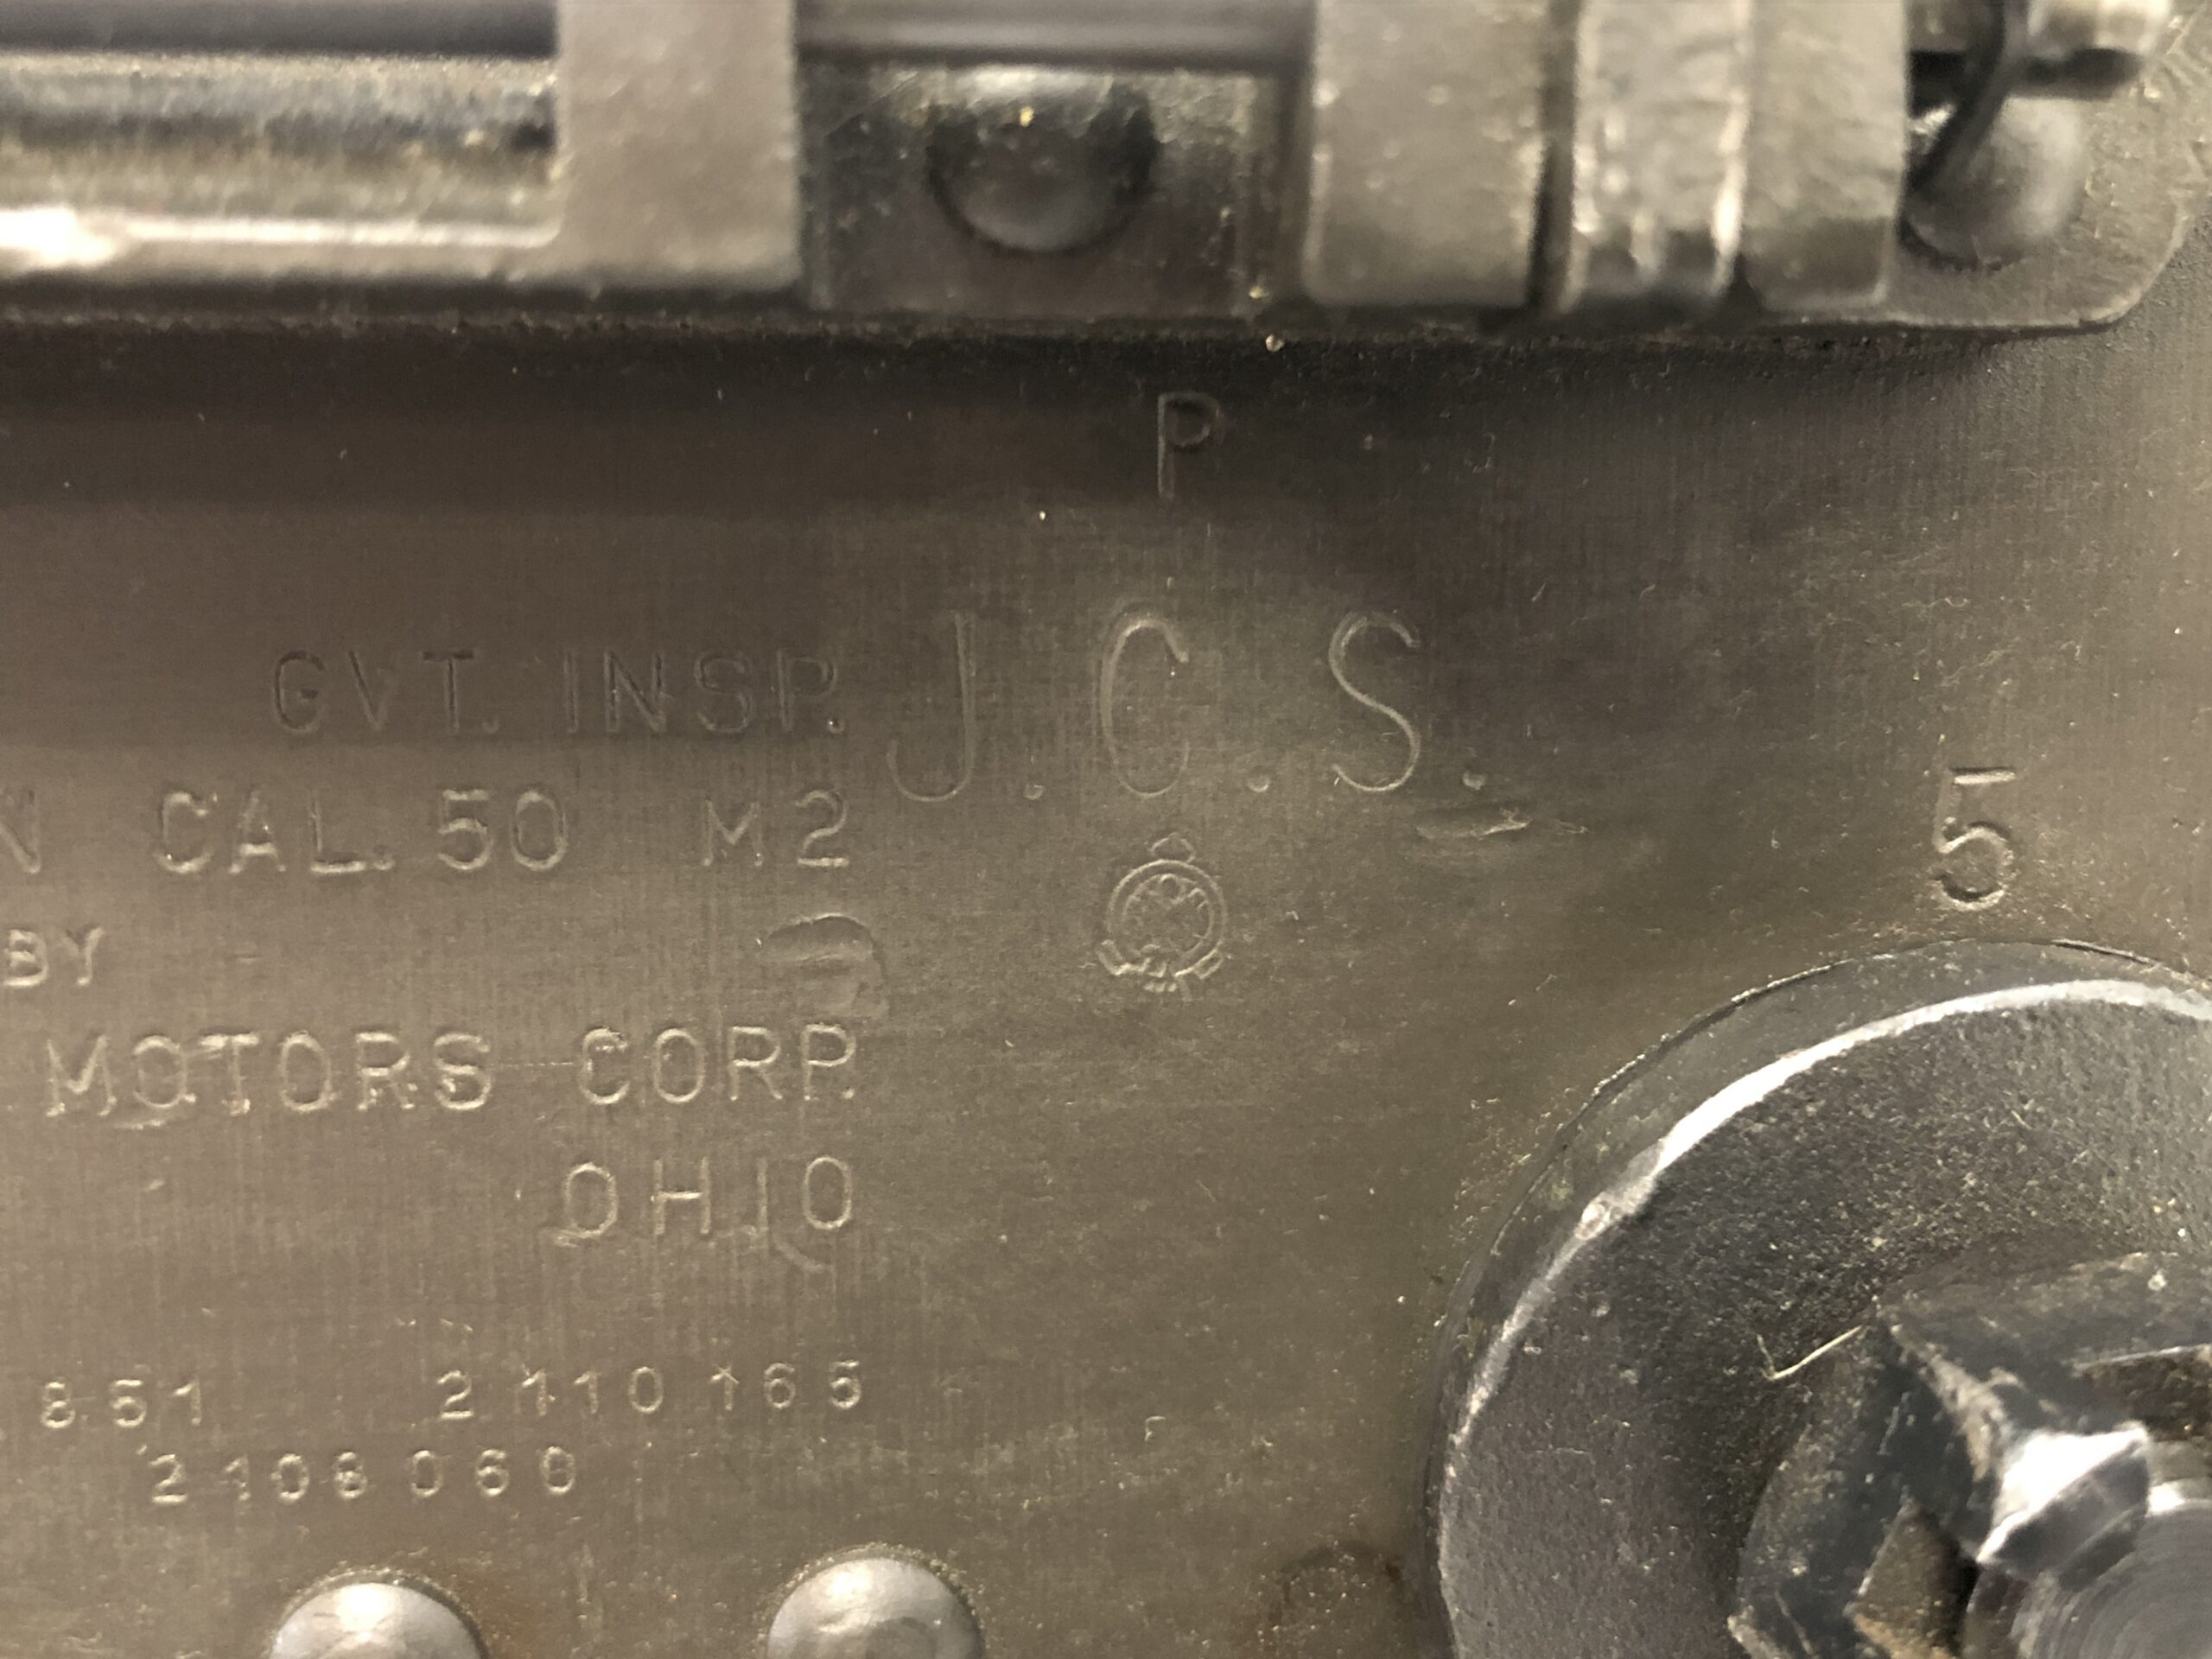 P
GVT. INSP. J.C.S.
N CAL. 50 M2
5
BY
MOTORS CORP.
OHIO
851 2110165
2108060